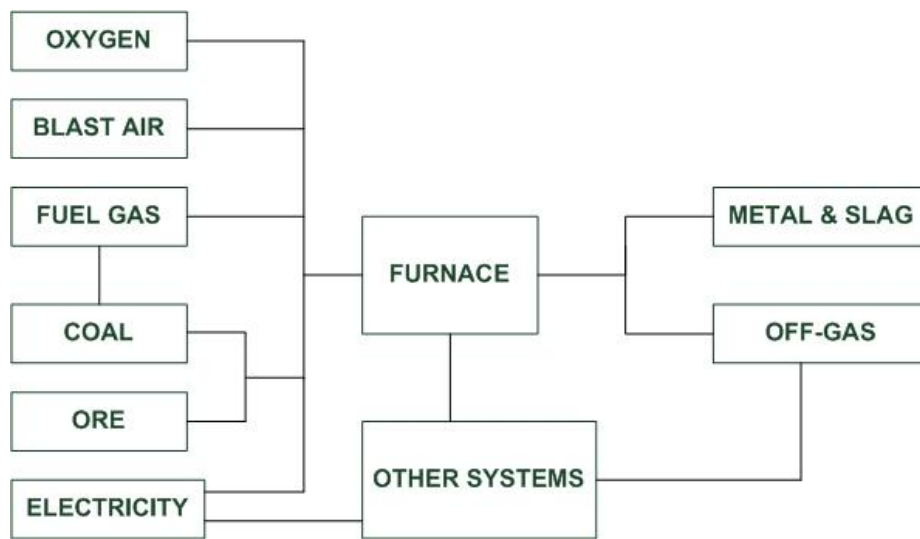 OXYGEN
BLAST AIR
FUEL GAS
METAL & SLAG
FURNACE
COAL
OFF-GAS
ORE
OTHER SYSTEMS
ELECTRICITY